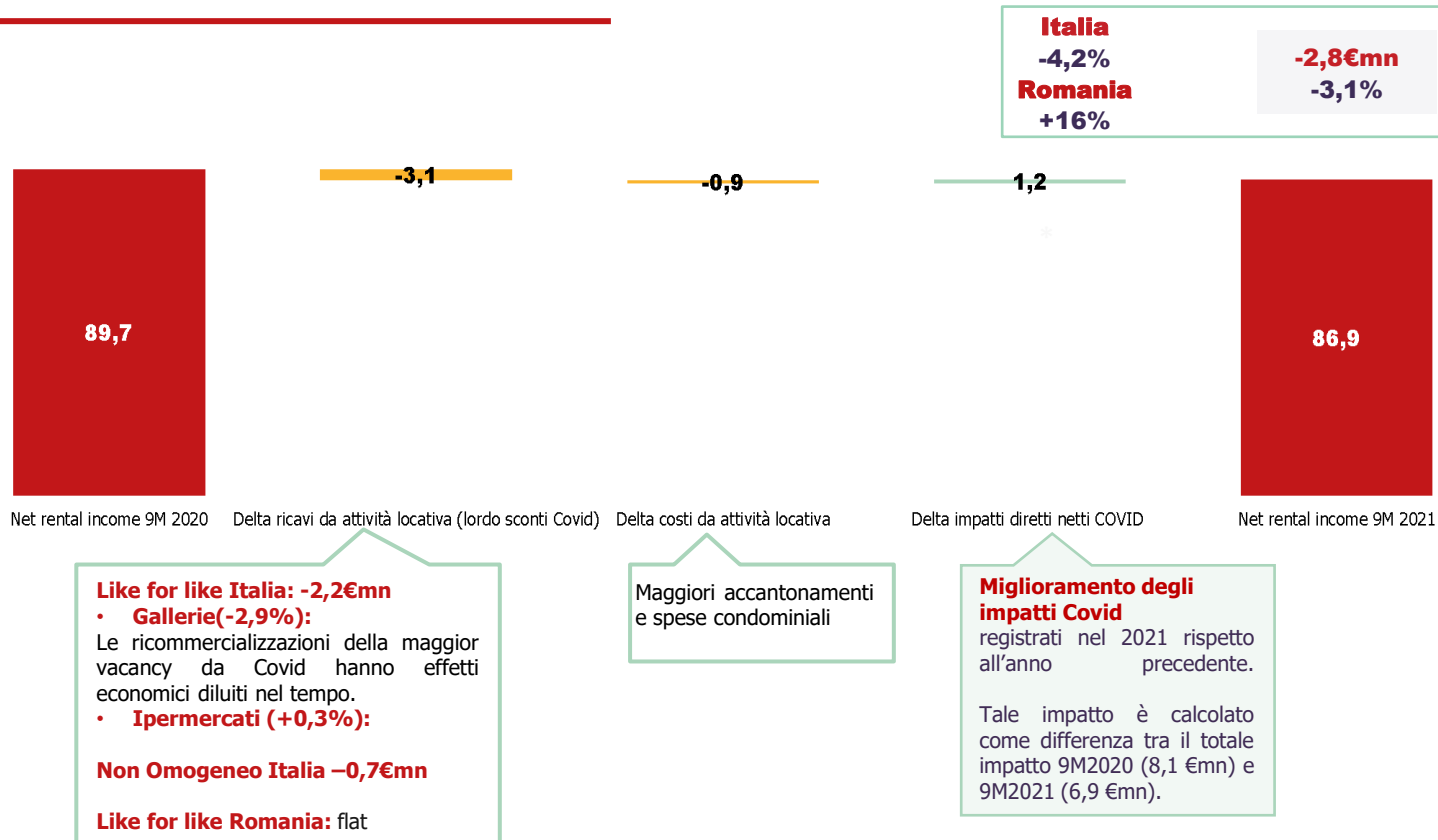 Italia
-4,2%
Romania
+16%
-2,8€mn
-3,1%
-3,1
-0,9
1,2
89,7
86,9
Net rental income 9M 2020
Delta ricavi da attività locativa (lordo sconti Covid)
Delta costi da attività locativa
Delta impatti diretti netti COVID
Net rental income 9M 2021
Like for like Italia: -2,2€mn
• Gallerie(-2,9%):
Le ricommercializzazioni della maggior
vacancy da Covid hanno effetti
economici diluiti nel tempo.
• Ipermercati (+0,3%):
Non Omogeneo Italia –0,7€mn
Like for like Romania: flat
Maggiori accantonamenti
e spese condominiali
Miglioramento degli
impatti Covid
registrati nel 2021 rispetto
all’anno precedente.
Tale impatto è calcolato
come differenza tra il totale
impatto 9M2020 (8,1 €mn) e
9M2021 (6,9 €mn).